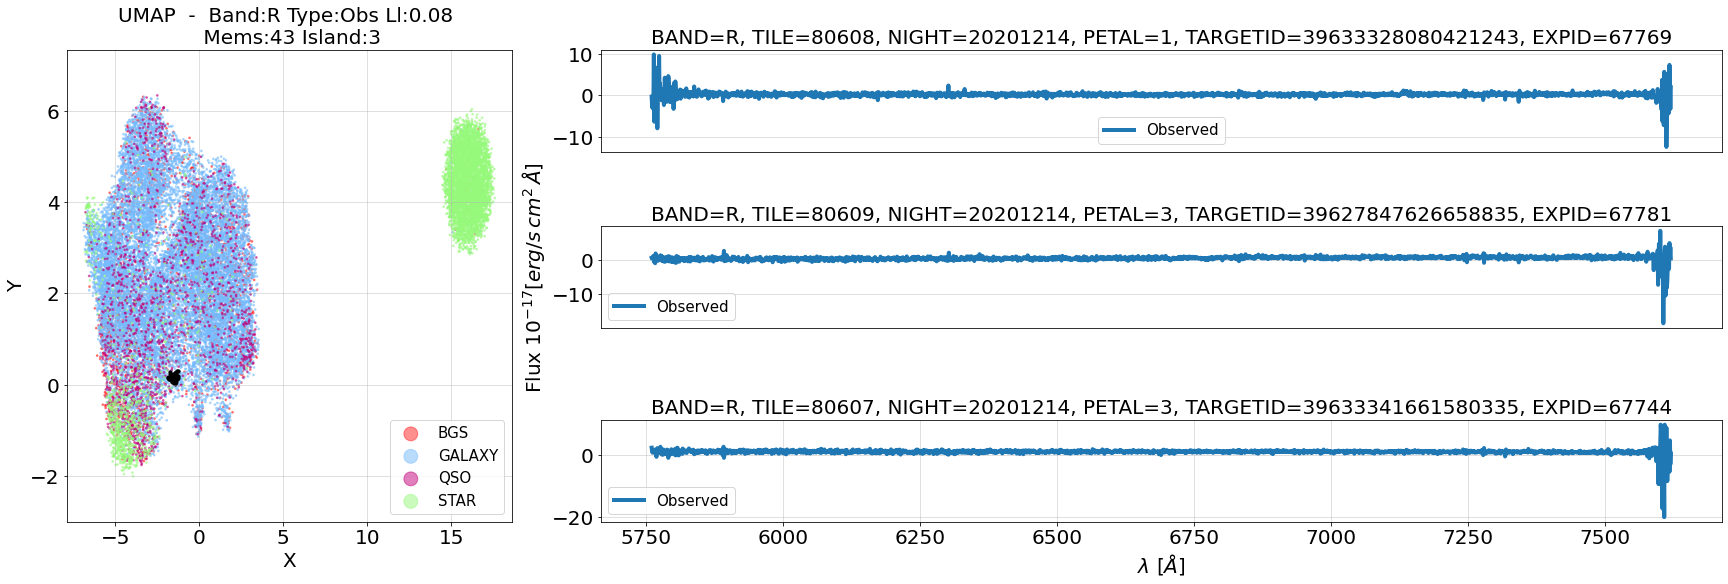 UMAP  -  Band:R Type:Obs Ll:0.08
Mems:43 Island:3
Y
6
4
2
0
−2
−5
0
5
10
15
X
BGS
GALAXY
QSO
STAR
Flux 10^{-17}[erg/s cm^2 Å]
BAND=R, TILE=80608, NIGHT=20201214, PETAL=1, TARGETID=39633328080421243, EXPID=67769
10
0
−10
Observed
BAND=R, TILE=80609, NIGHT=20201214, PETAL=3, TARGETID=39627847626658835, EXPID=67781
0
−10
Observed
BAND=R, TILE=80607, NIGHT=20201214, PETAL=3, TARGETID=39633341661580335, EXPID=67744
0
−20
Observed
5750
6000
6250
6500
6750
7000
7250
7500
λ [Å]